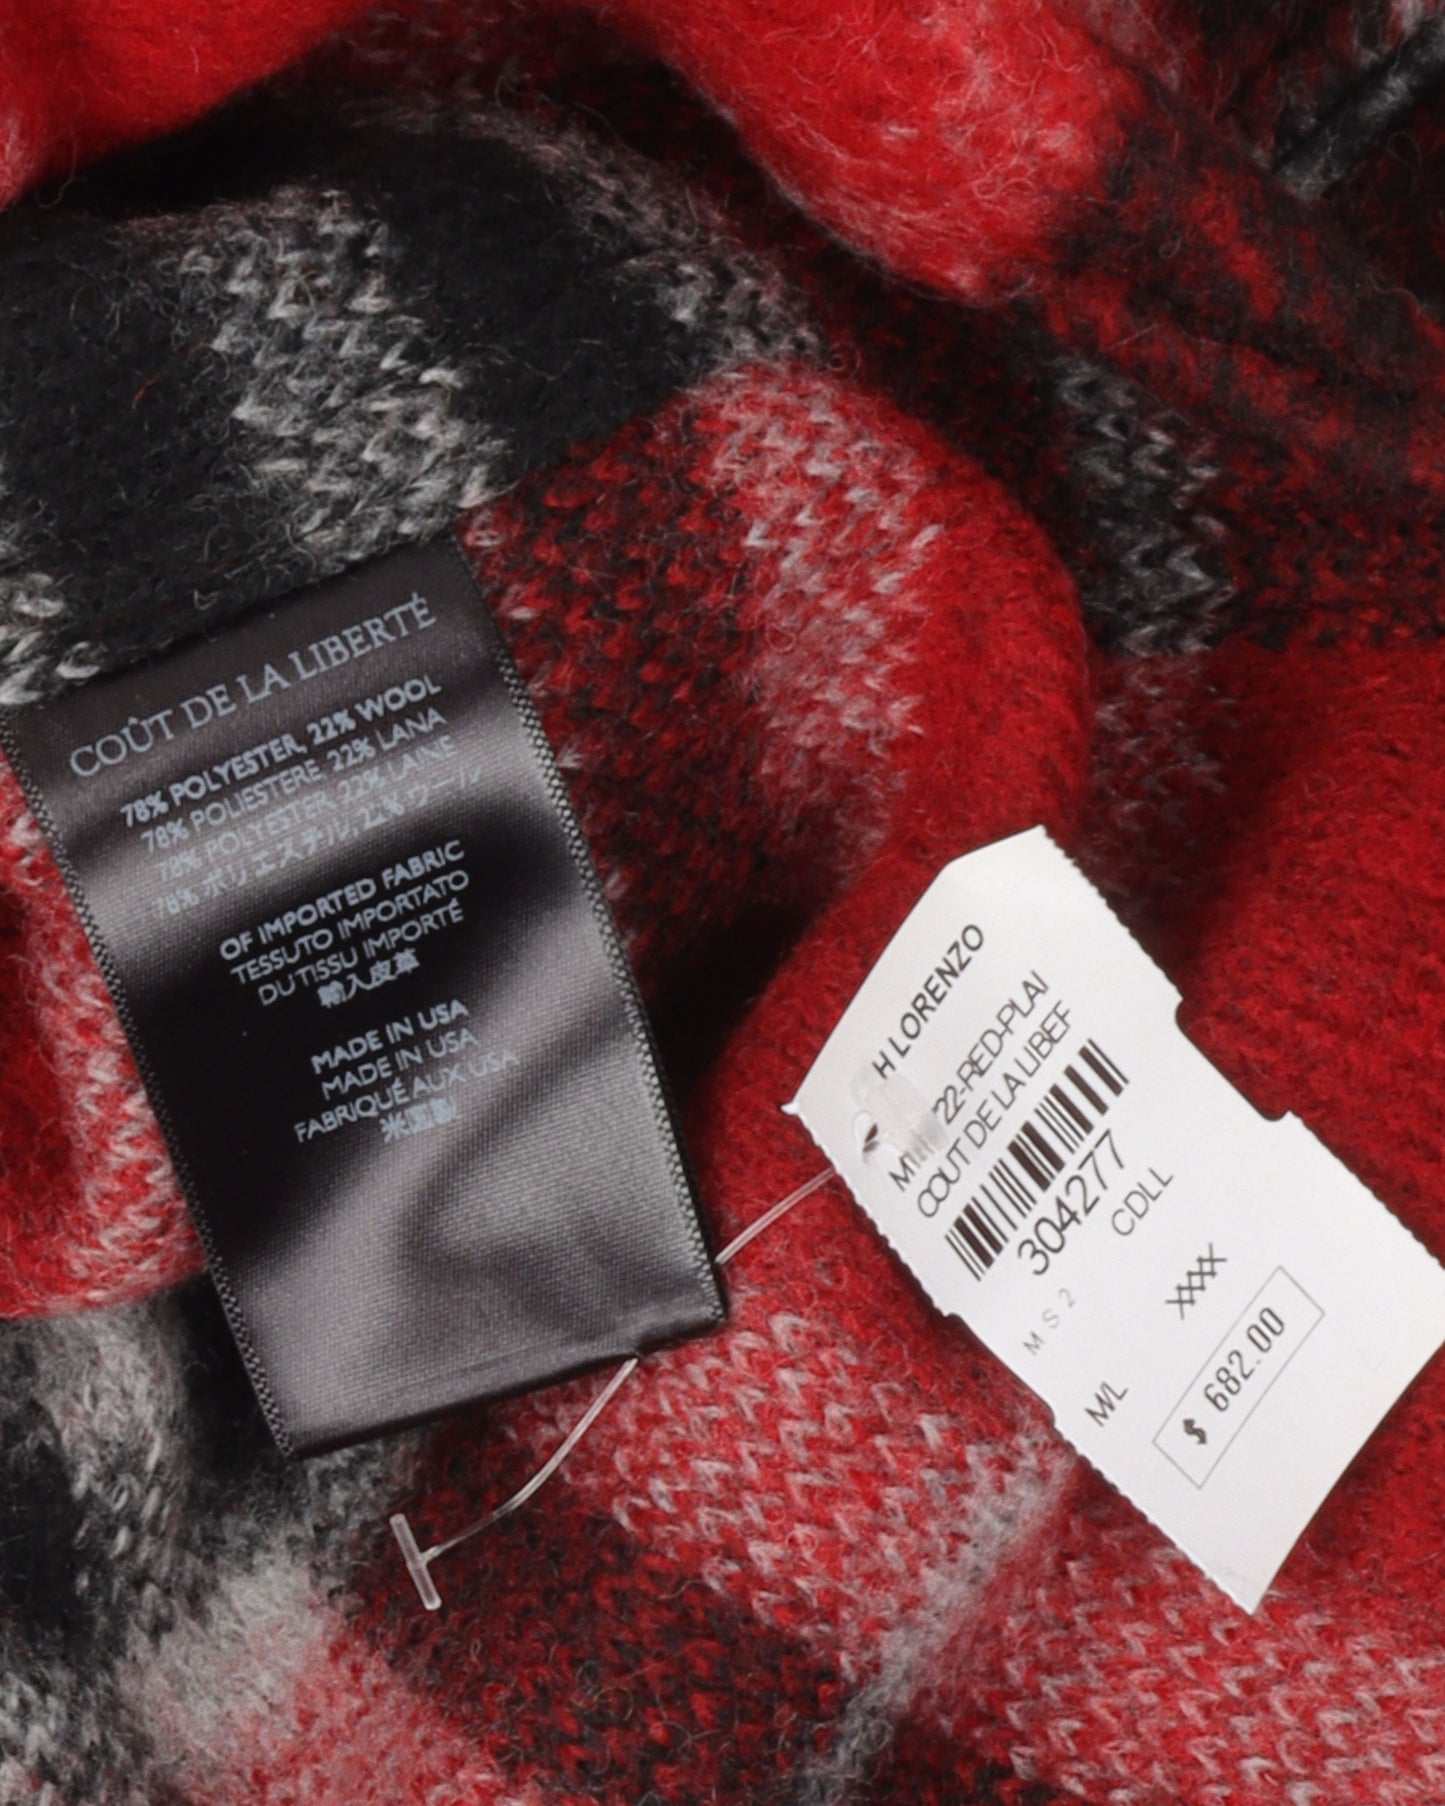 COÛT DE LA LIBERTÉ
78% POLYESTER, 22% WOOL
78% POLIESTERE, 22% LANA
78% POLYESTER, 22% LAINE
78% ポリエステル, 22% ウール
OF IMPORTED FABRIC
TESSUTO IMPORTATO
DU TISSU IMPORTÉ
輸入皮革
MADE IN USA
MADE IN USA
FABRIQUÉ AUX USA
米国製
H LORENZO
22-RED-PLAI
COUT DE LA LIBEF
304277
CDLL
M S 2
XXXX
M/L
$ 682.00